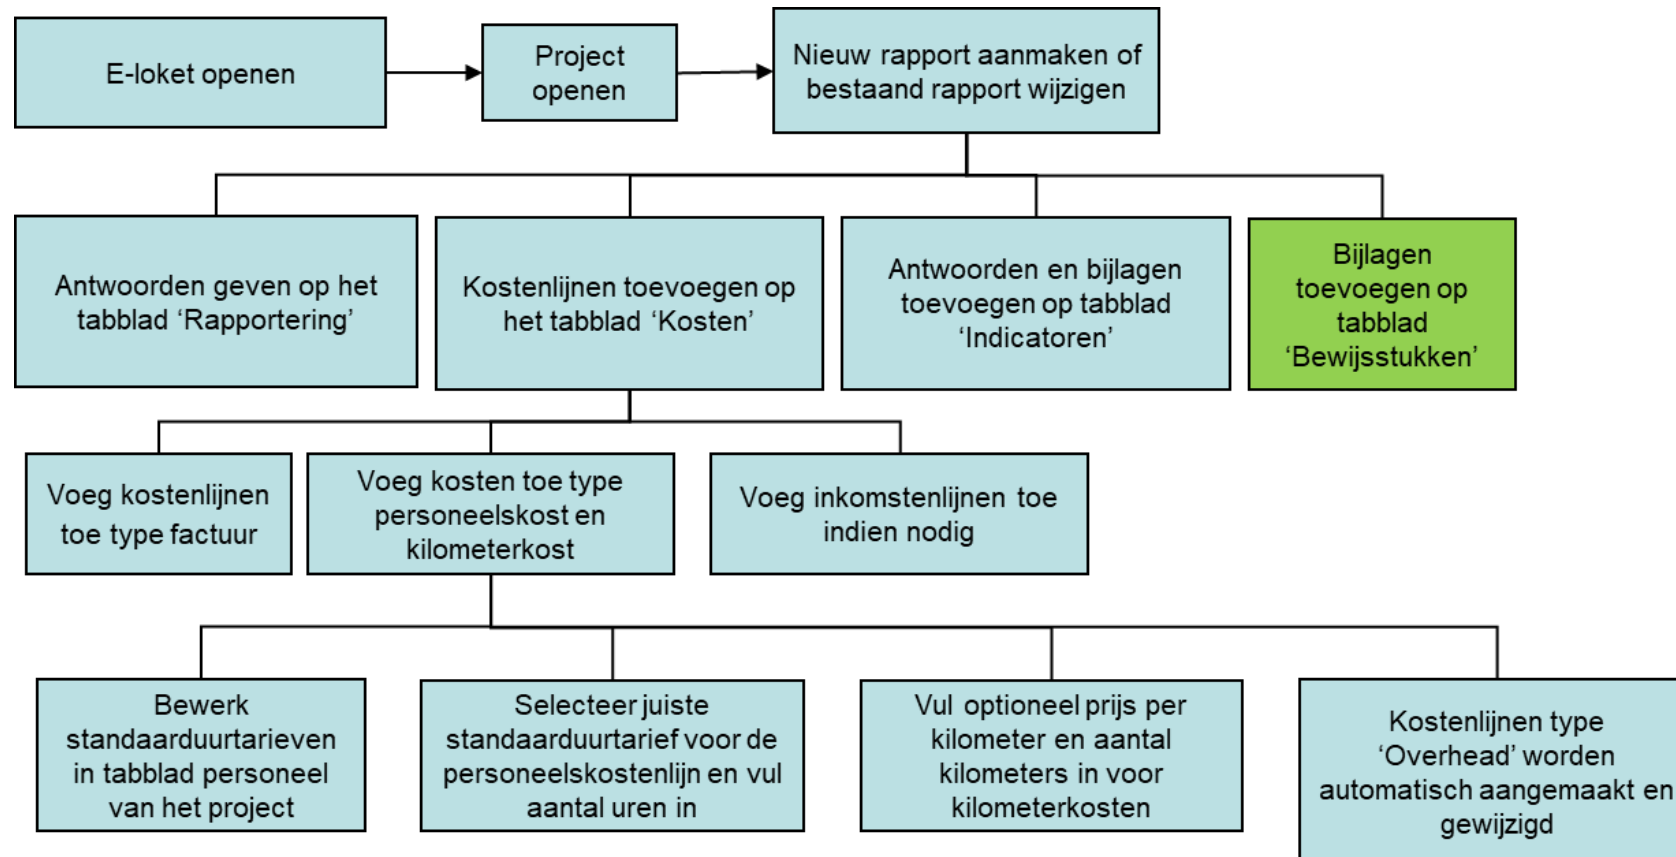 E-loket openen
Project
openen
Nieuw rapport aanmaken of
bestaand rapport wijzigen
Antwoorden geven op het
tabblad ‘Rapportering’
Kostenlijnen toevoegen op
het tabblad ‘Kosten’
Antwoorden en bijlagen
toevoegen op tabblad
‘Indicatoren’
Bijlagen
toevoegen op
tabblad
‘Bewijsstukken’
Voeg kostenlijnen
toe type factuur
Voeg kosten toe type
personeelskost en
kilometerkost
Voeg inkomstenlijnen toe
indien nodig
Bewerk
standaarduurtarieven
in tabblad personeel
van het project
Selecteer juiste
standaarduurtarief voor de
personeelskostenlijn en vul
aantal uren in
Vul optioneel prijs per
kilometer en aantal
kilometers in voor
kilometerkosten
Kostenlijnen type
‘Overhead’ worden
automatisch aangemaakt en
gewijzigd